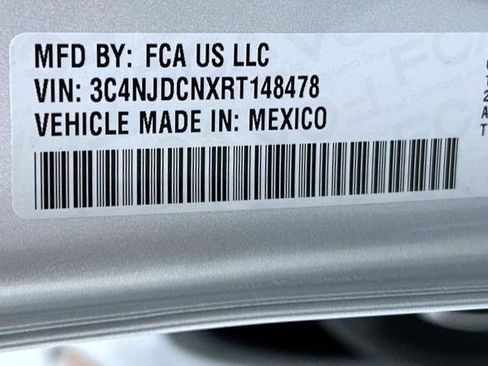 MFD BY: FCA US LLC
VIN: 3C4NJDCNXRT148478
VEHICLE MADE IN: MEXICO